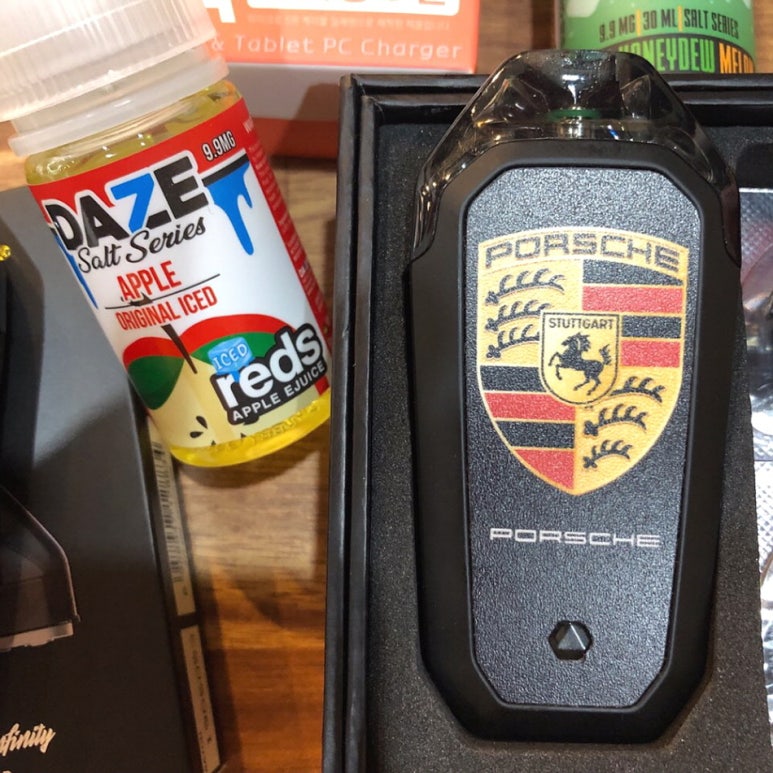 & Tablet PC Charger
9.9 MG | 30 ML | SALT SERIES
HONEYDEW MELON
DAZE
9.9MG
Salt Series
APPLE
ORIGINAL ICED
ICED
reds
APPLE EJUICE
PORSCHE
STUTTGART
PORSCHE